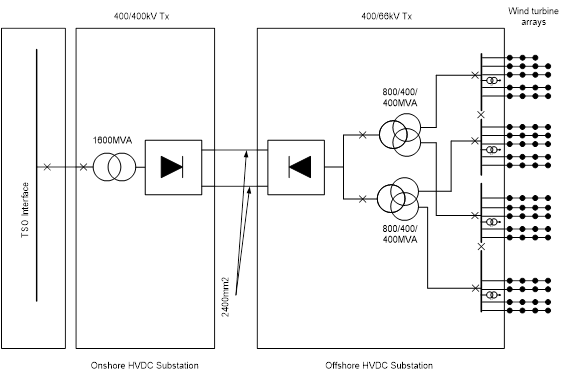 400/400kV Tx
400/66kV Tx
Wind turbine
arrays
800/400/
400MVA
1600MVA
TSO Interface
800/400/
400MVA
2400mm2
Onshore HVDC Substation
Offshore HVDC Substation